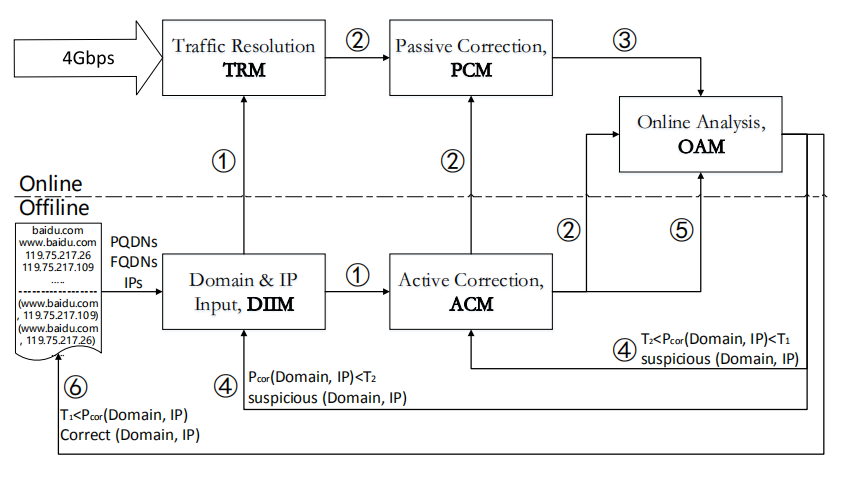 4Gbps
Traffic Resolution
TRM
②
Passive Correction,
PCM
③
Online Analysis,
OAM
①
②
Online
Offiline
baidu.com
www.baidu.com
119.75.217.26
119.75.217.109
.....
(www.baidu.com
, 119.75.217.109)
(www.baidu.com
, 119.75.217.26)
....
PQDNs
FQDNs
IPs
Domain & IP
Input, DIIM
①
Active Correction,
ACM
②
⑤
④
T₂<Pcor(Domain, IP)<T₁
suspicious (Domain, IP)
④
Pcor(Domain, IP)<T₂
suspicious (Domain, IP)
⑥
T₁<Pcor(Domain, IP)
Correct (Domain, IP)